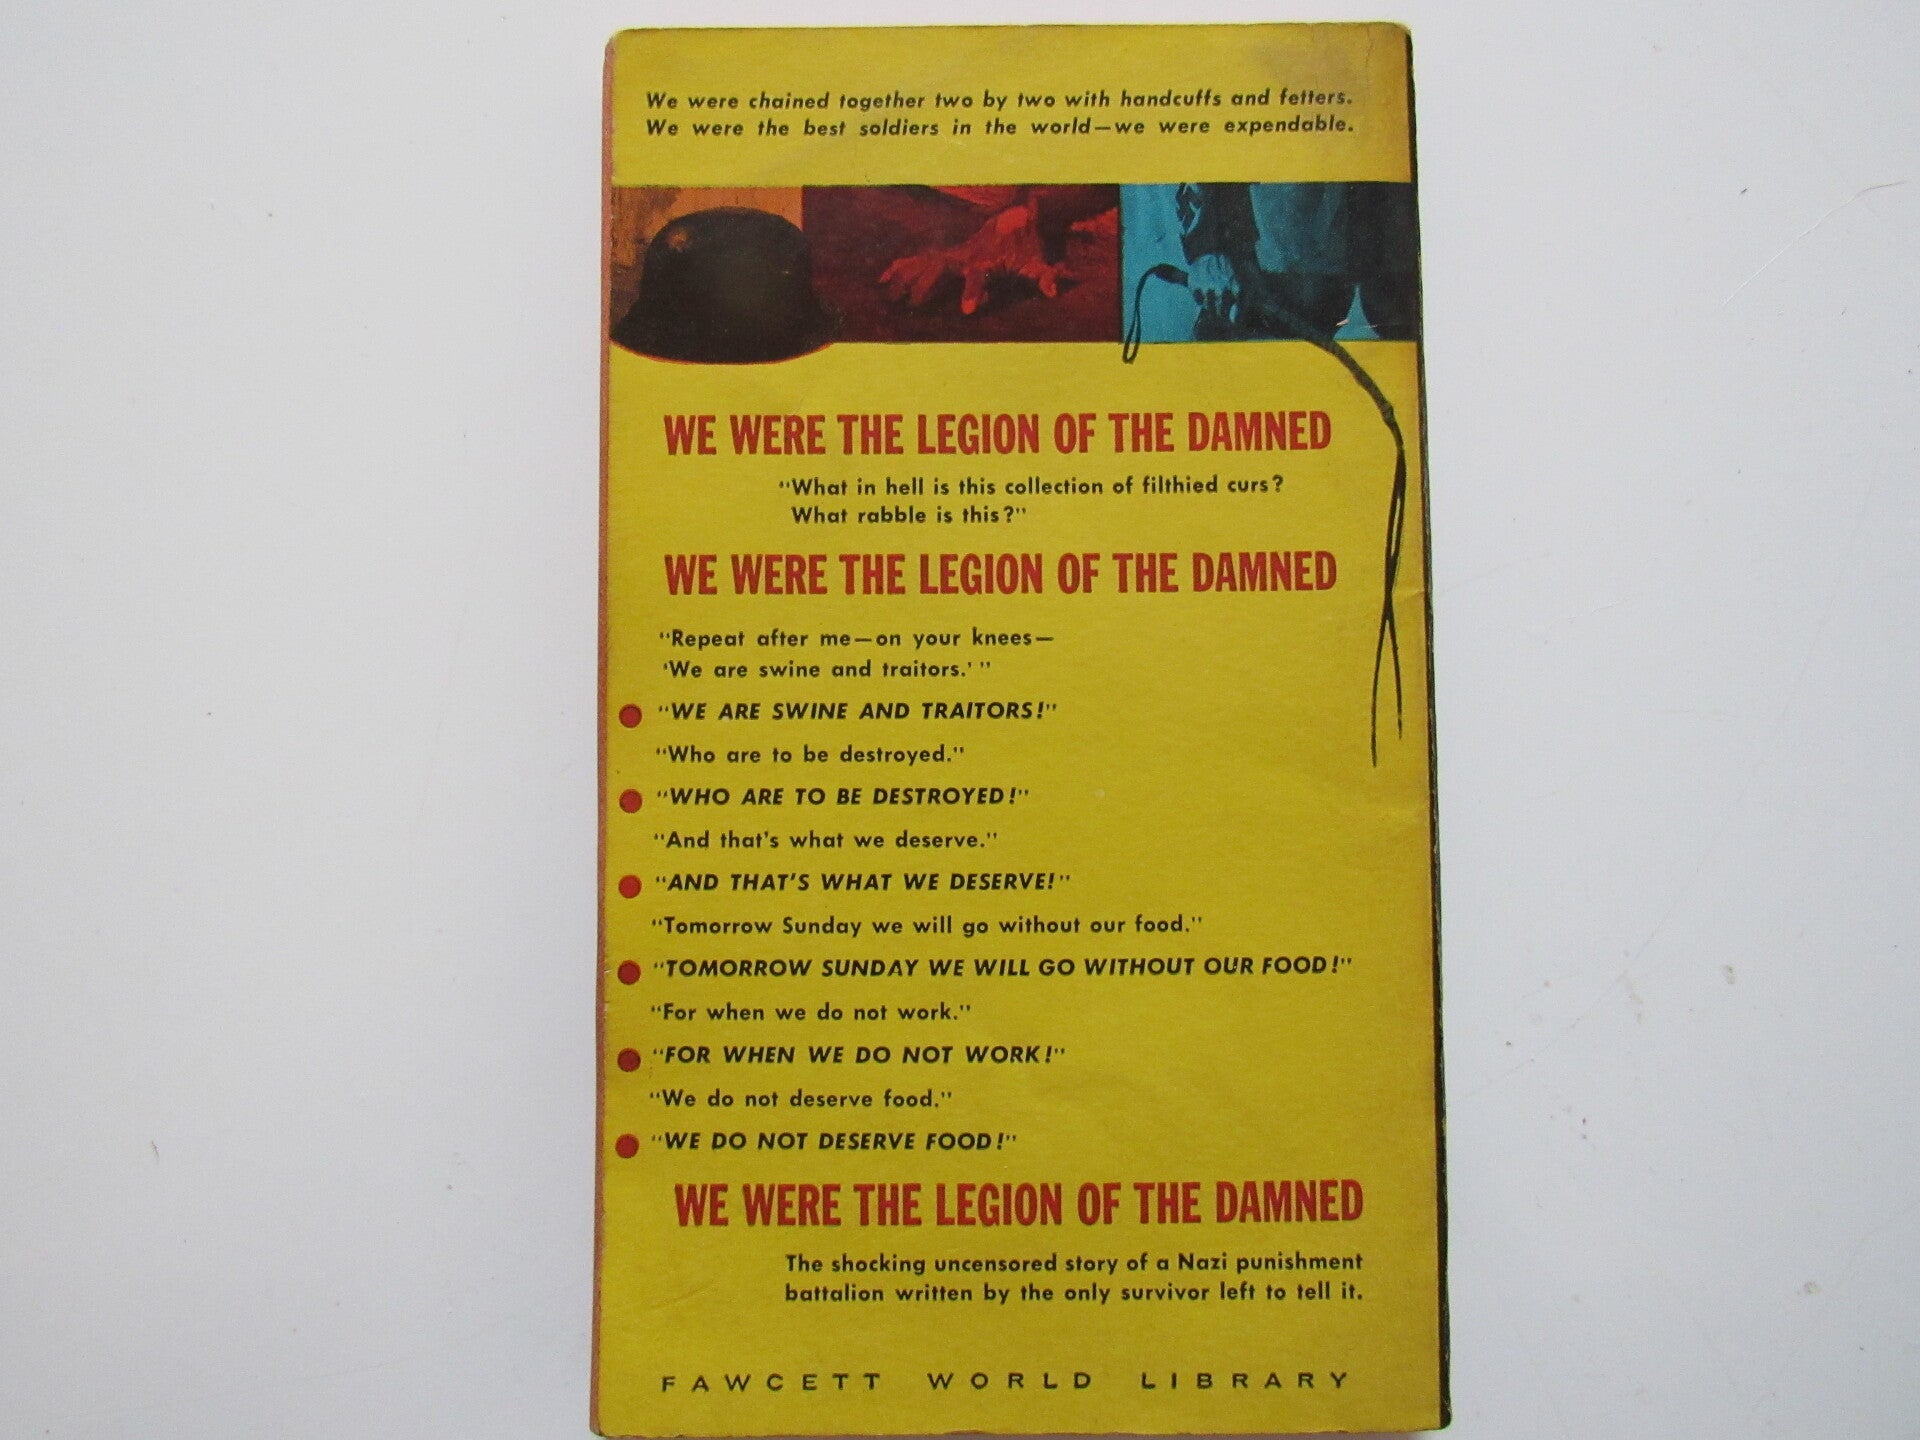 We were chained together two by two with handcuffs and fetters.
We were the best soldiers in the world—we were expendable.
WE WERE THE LEGION OF THE DAMNED
"What in hell is this collection of filthied curs?
What rabble is this?"
WE WERE THE LEGION OF THE DAMNED
"Repeat after me—on your knees—
'We are swine and traitors.' "
"WE ARE SWINE AND TRAITORS!"
"Who are to be destroyed."
"WHO ARE TO BE DESTROYED!"
"And that's what we deserve."
"AND THAT'S WHAT WE DESERVE!"
"Tomorrow Sunday we will go without our food."
"TOMORROW SUNDAY WE WILL GO WITHOUT OUR FOOD!"
"For when we do not work."
"FOR WHEN WE DO NOT WORK!"
"We do not deserve food."
"WE DO NOT DESERVE FOOD!"
WE WERE THE LEGION OF THE DAMNED
The shocking uncensored story of a Nazi punishment
battalion written by the only survivor left to tell it.
FAWCETT WORLD LIBRARY